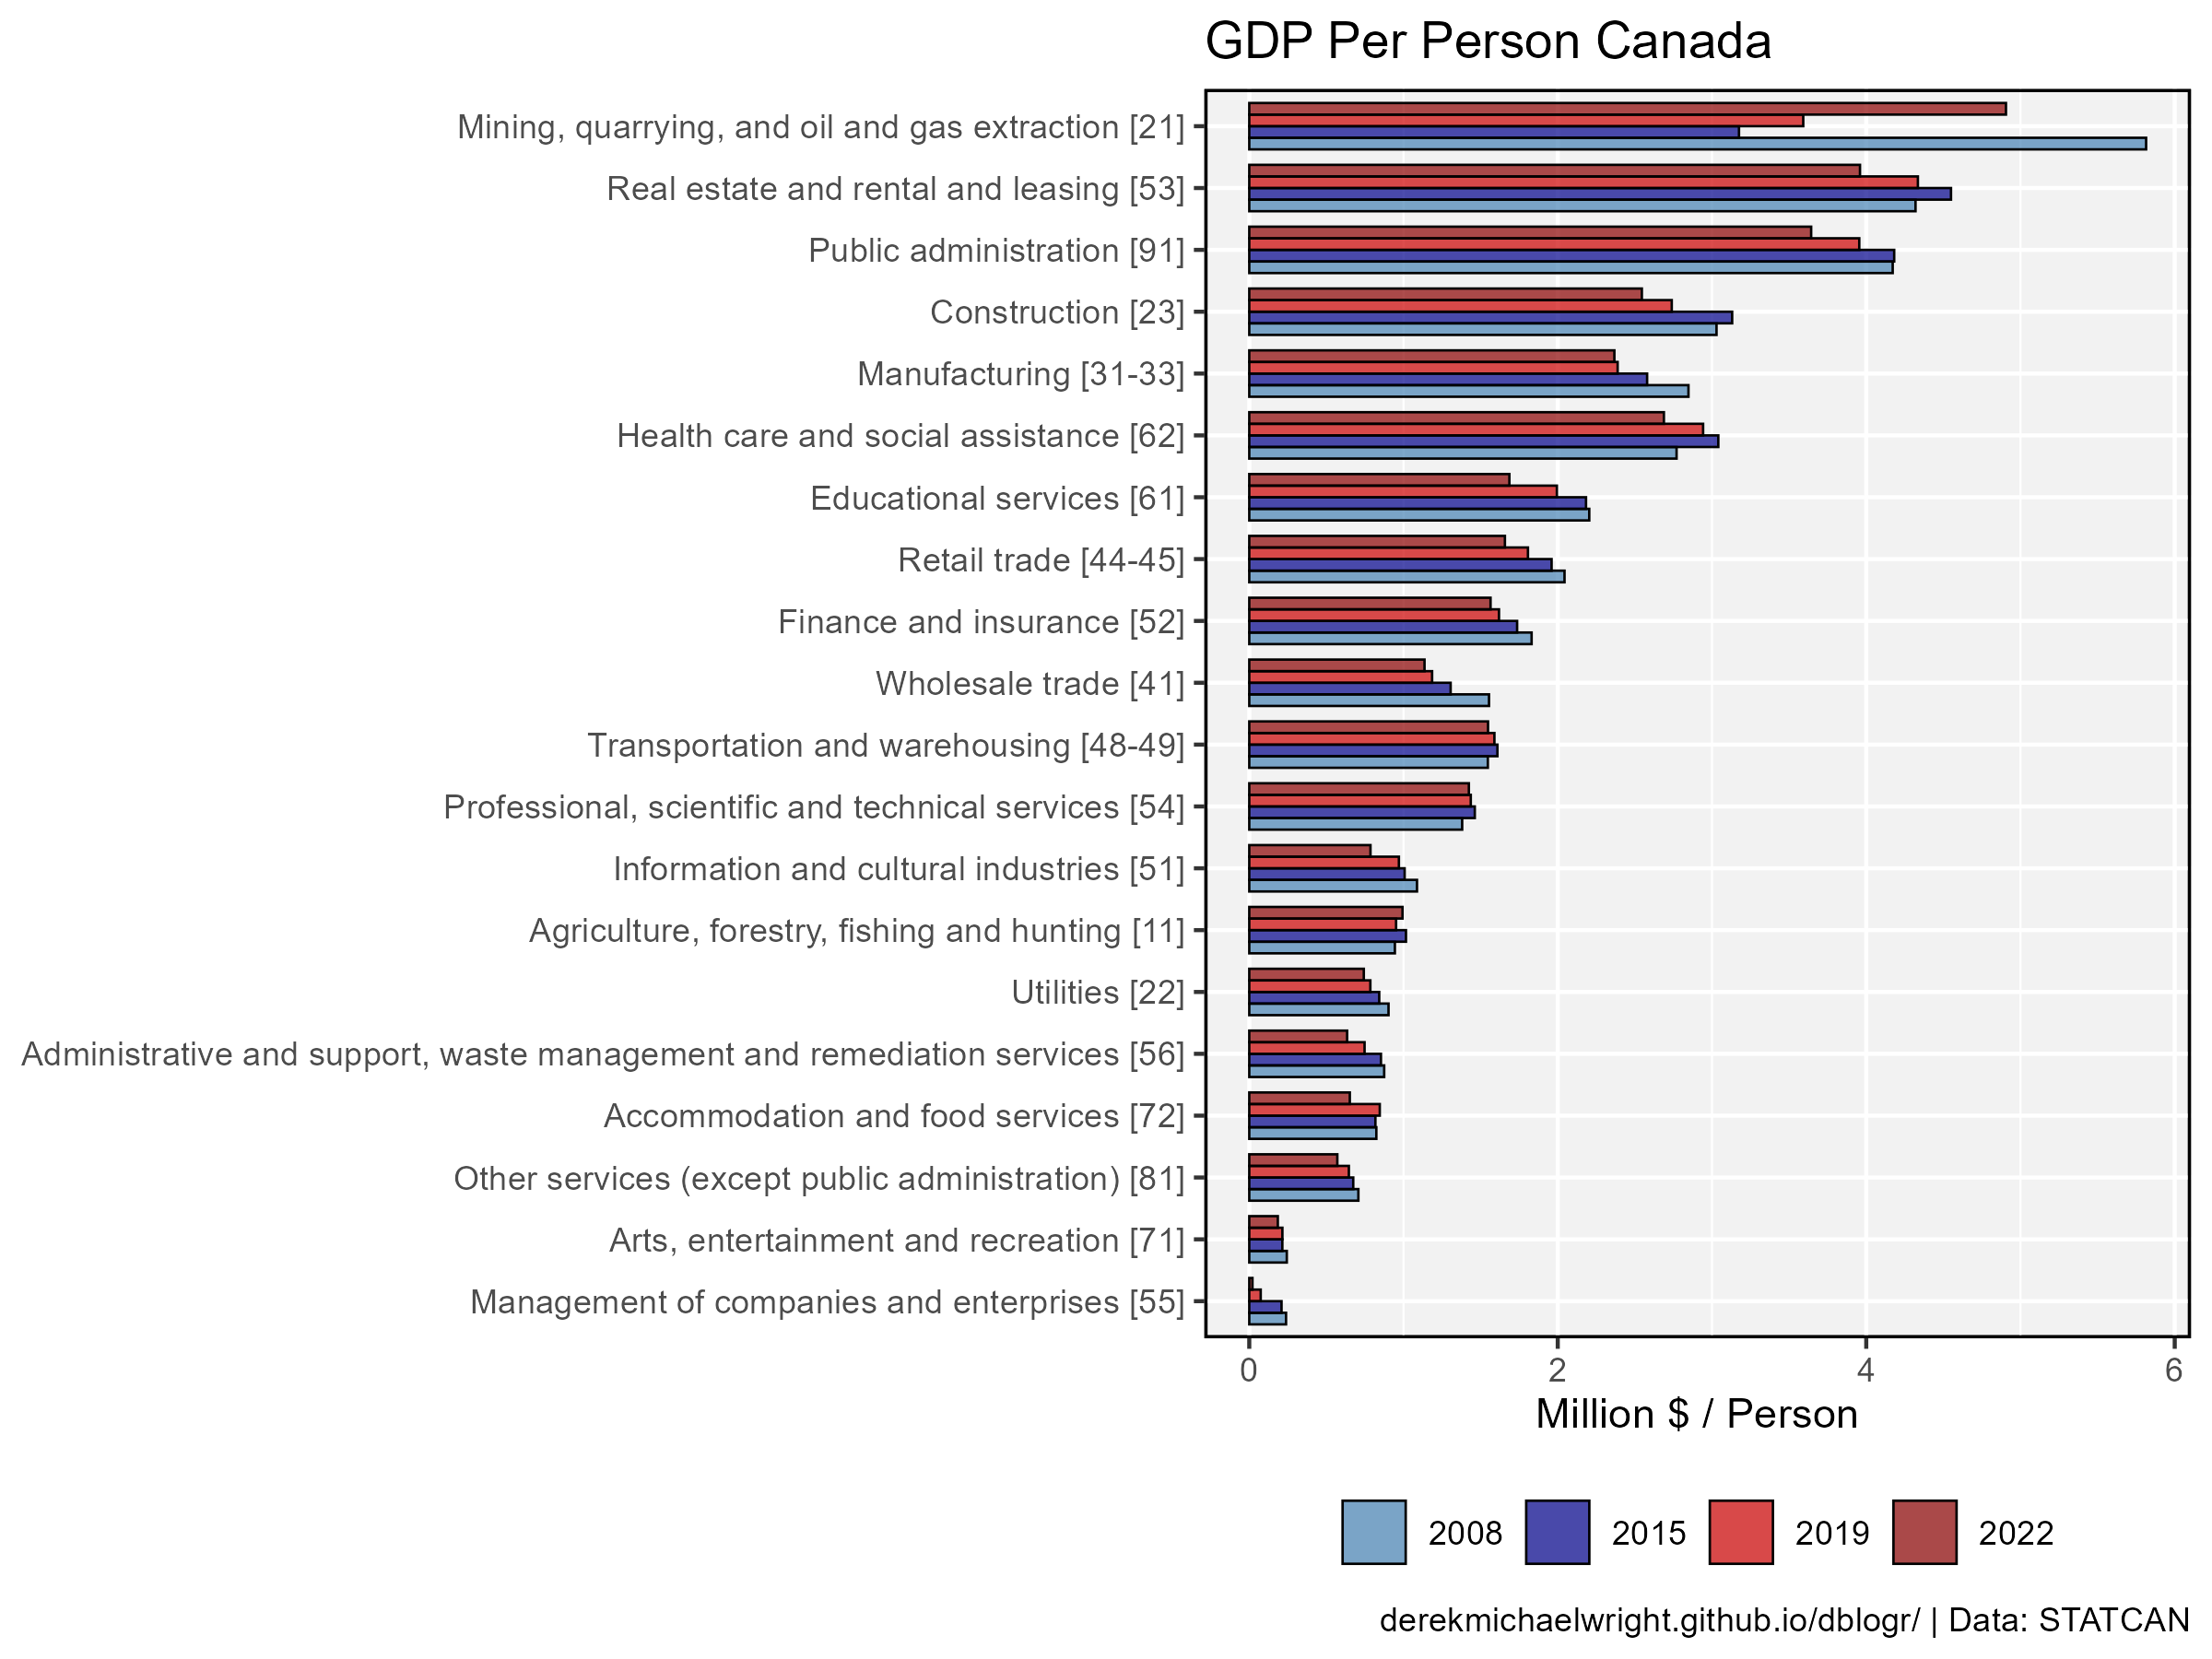 GDP Per Person Canada
Mining, quarrying, and oil and gas extraction [21]
Real estate and rental and leasing [53]
Public administration [91]
Construction [23]
Manufacturing [31-33]
Health care and social assistance [62]
Educational services [61]
Retail trade [44-45]
Finance and insurance [52]
Wholesale trade [41]
Transportation and warehousing [48-49]
Professional, scientific and technical services [54]
Information and cultural industries [51]
Agriculture, forestry, fishing and hunting [11]
Utilities [22]
Administrative and support, waste management and remediation services [56]
Accommodation and food services [72]
Other services (except public administration) [81]
Arts, entertainment and recreation [71]
Management of companies and enterprises [55]
0 2 4 6
Million $ / Person
2008 2015 2019 2022
derekmichaelwright.github.io/dblogr/ | Data: STATCAN